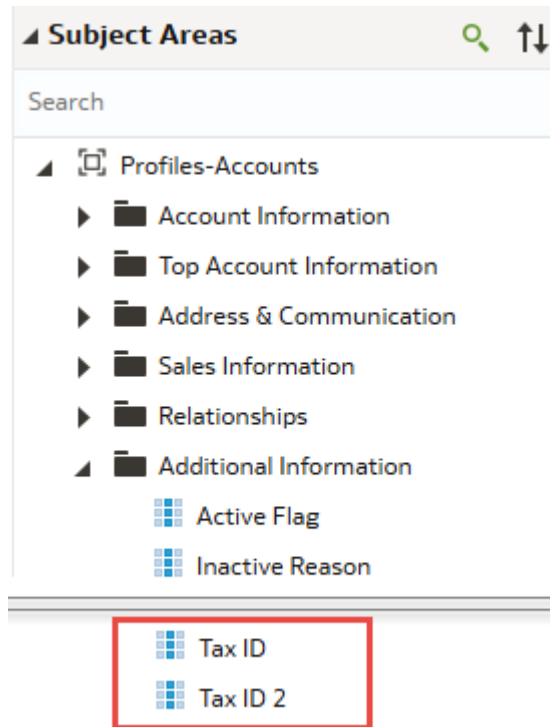 Subject Areas
Search
Profiles-Accounts
Account Information
Top Account Information
Address & Communication
Sales Information
Relationships
Additional Information
Active Flag
Inactive Reason
Tax ID
Tax ID 2